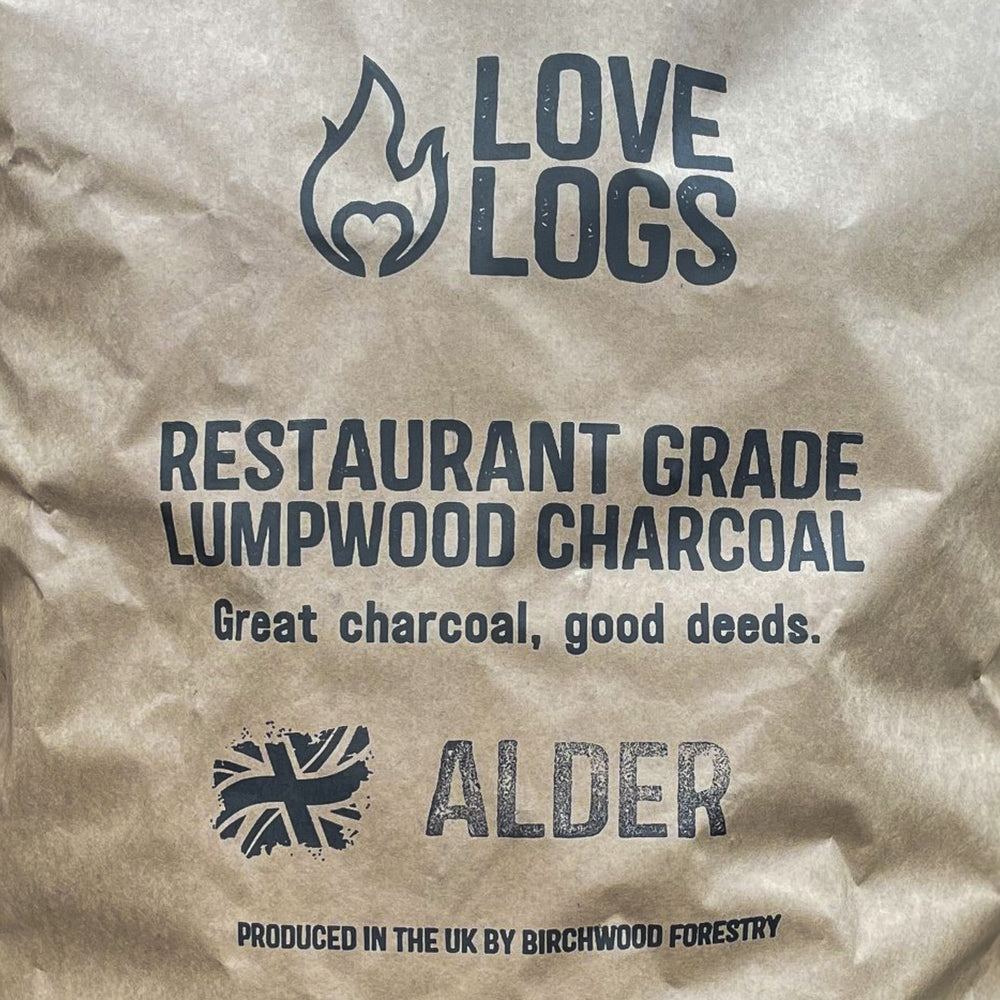 LOVE
LOGS
RESTAURANT GRADE
LUMPWOOD CHARCOAL
Great charcoal, good deeds.
ALDER
PRODUCED IN THE UK BY BIRCHWOOD FORESTRY